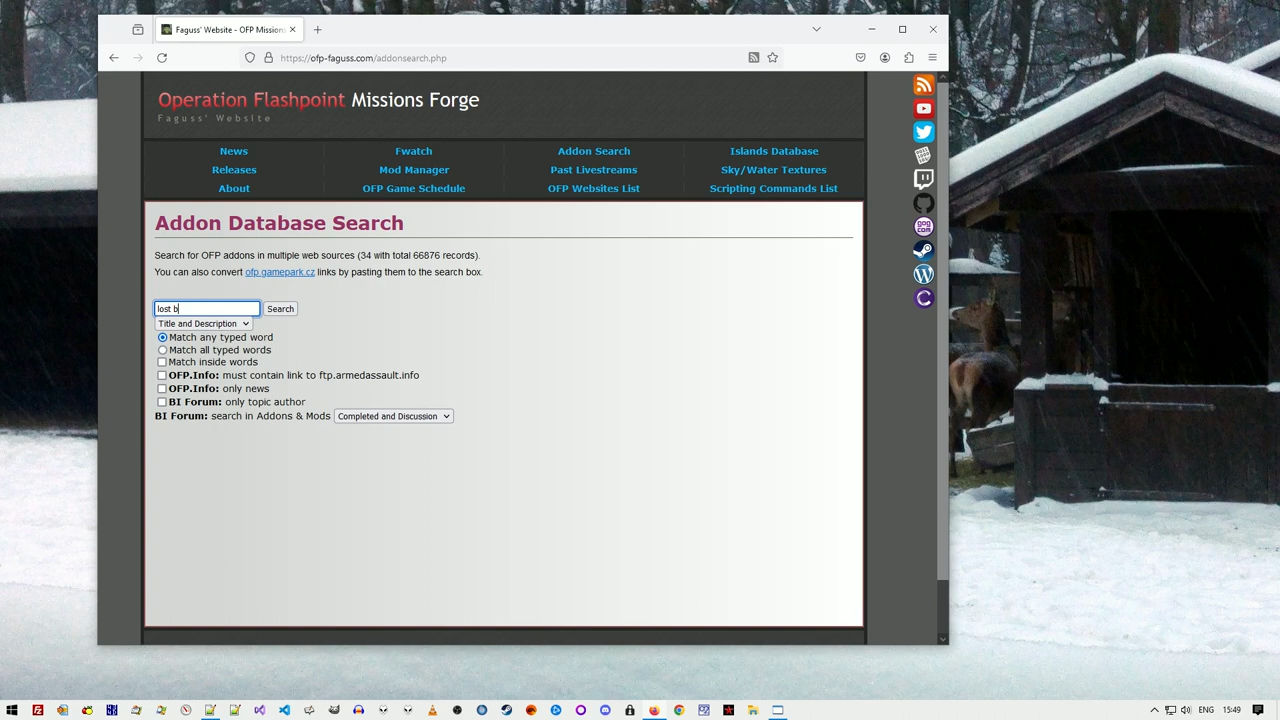 Faguss' Website - OFP Mission
https://ofp-faguss.com/addonsearch.php
Operation Flashpoint Missions Forge
Faguss' Website
News
Fwatch
Addon Search
Islands Database
Releases
Mod Manager
Past Livestreams
Sky/Water Textures
About
OFP Game Schedule
OFP Websites List
Scripting Commands List
Addon Database Search
Search for OFP addons in multiple web sources (34 with total 66876 records).
You can also convert ofp.gamepark.cz links by pasting them to the search box.
lost b
Search
Title and Description
Match any typed word
Match all typed words
Match inside words
OFP.Info: must contain link to ftp.armedassault.info
OFP.Info: only news
BI Forum: only topic author
BI Forum: search in Addons & Mods Completed and Discussion
gog com
ENG 15:49